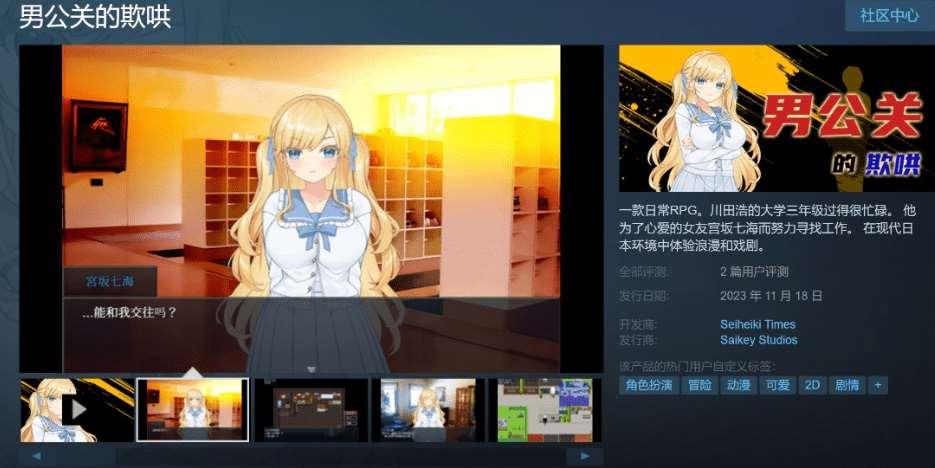 男公关的欺哄
社区中心
宮坂七海
...能和我交往吗？
男公关
的 欺哄
一款日常RPG。川田浩的大学三年级过得很忙碌。 他
为了心爱的女友宫坂七海而努力寻找工作。 在现代日
本环境中体验浪漫和戏剧。
全部评测: 2 篇用户评测
发行日期: 2023 年 11 月 18 日
开发商: Seiheiki Times
发行商: Saikey Studios
该产品的热门用户自定义标签:
角色扮演 冒险 动漫 可爱 2D 剧情 +